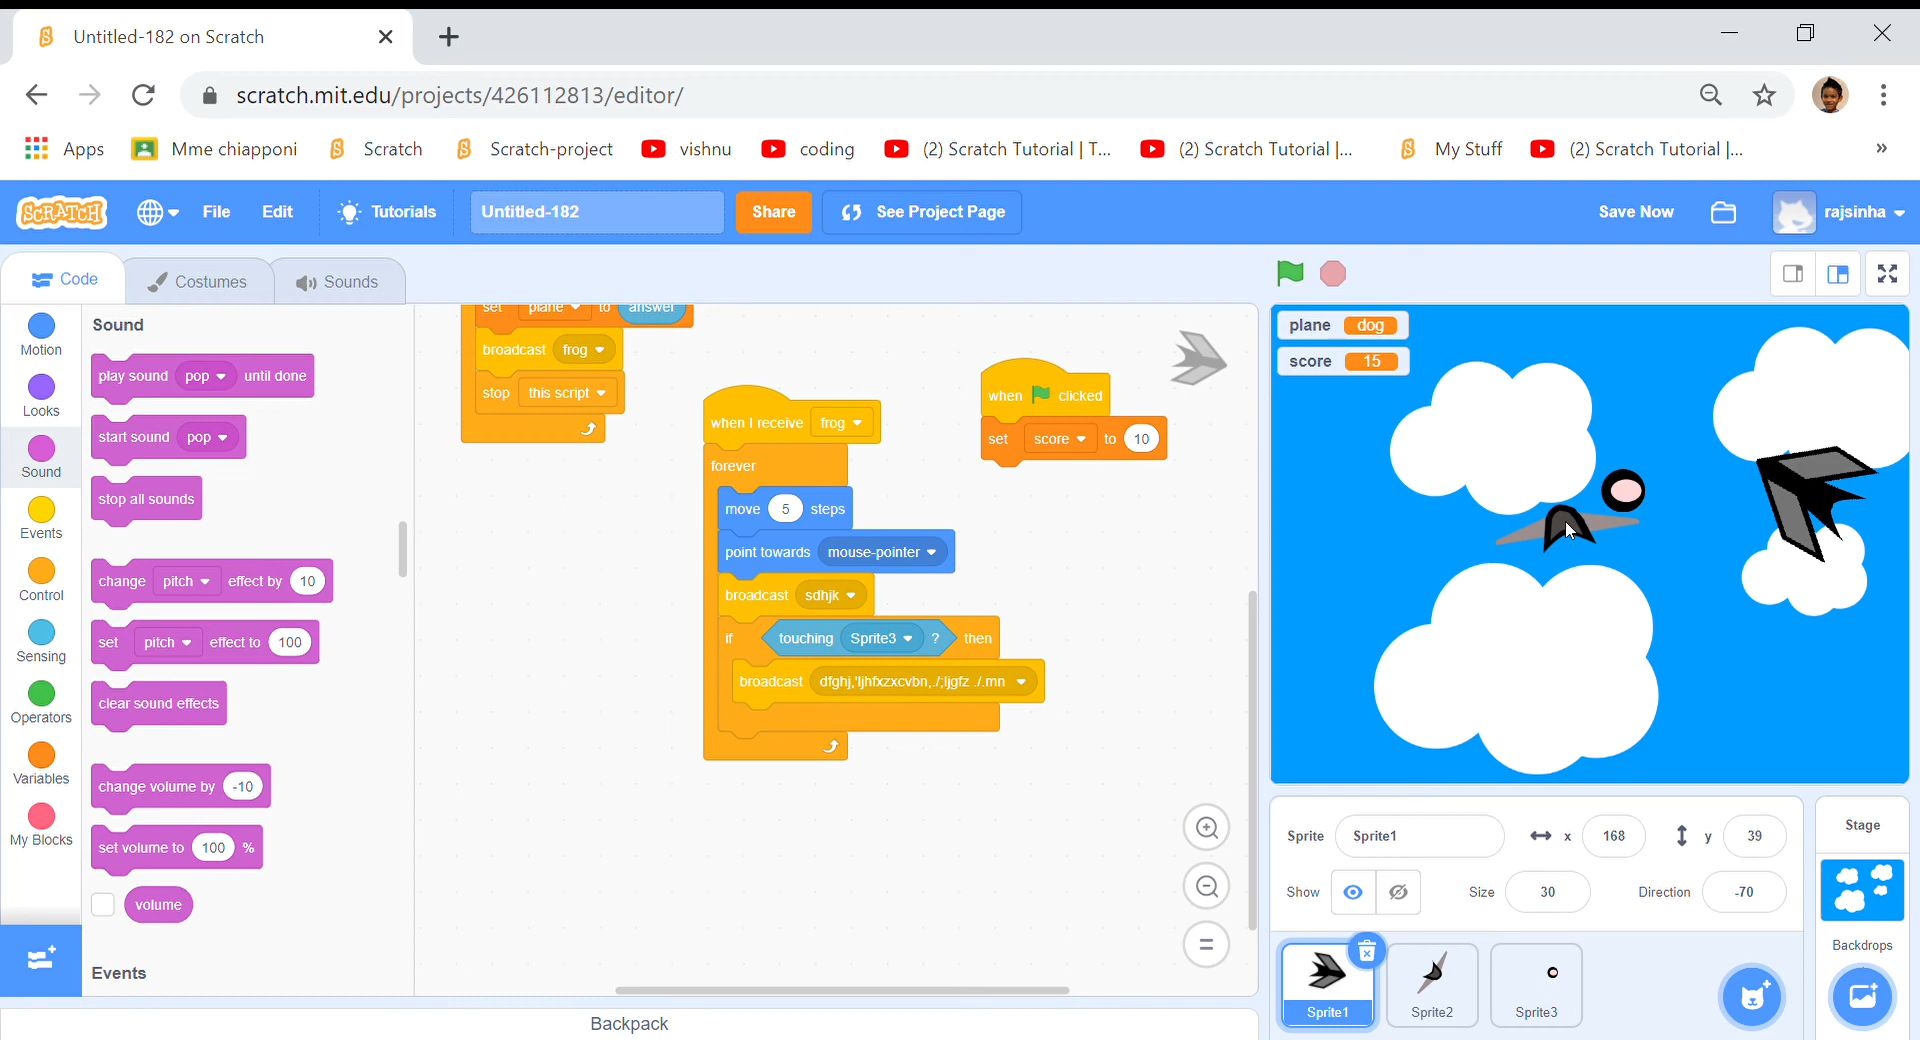 Untitled-182 on Scratch
scratch.mit.edu/projects/426112813/editor/
Apps Mme chiapponi Scratch Scratch-project vishnu coding (2) Scratch Tutorial | T... (2) Scratch Tutorial |... My Stuff (2) Scratch Tutorial |... »
SCRATCH File Edit Tutorials Untitled-182 Share See Project Page Save Now rajsinha
Code Costumes Sounds
Motion
Looks
Sound
Events
Control
Sensing
Operators
Variables
My Blocks
Sound
play sound pop until done
start sound pop
stop all sounds
change pitch effect by 10
set pitch effect to 100
clear sound effects
change volume by -10
set volume to 100 %
volume
Events
set plane to answer
broadcast frog
stop this script
when I receive frog
forever
move 5 steps
point towards mouse-pointer
broadcast sdhjk
if touching Sprite3 ? then
broadcast dfghj,'ljhfxzxcvbn,./;ljgfz ./.mn
when clicked
set score to 10
plane dog
score 15
Sprite Sprite1 x 168 y 39
Show Size 30 Direction -70
Sprite1 Sprite2 Sprite3
Stage
Backdrops
Backpack